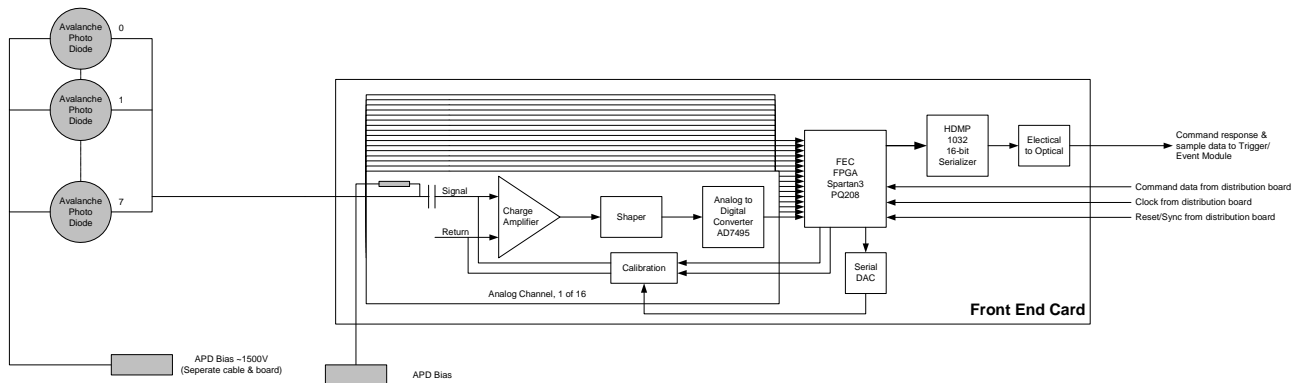 Avalanche
Photo
Diode
0
Avalanche
Photo
Diode
1
Avalanche
Photo
Diode
7
APD Bias ~1500V
(Seperate cable & board)
APD Bias
Signal
Return
Charge
Amplifier
Shaper
Analog to
Digital
Converter
AD7495
Calibration
Analog Channel, 1 of 16
FEC
FPGA
Spartan3
PQ208
Serial
DAC
HDMP
1032
16-bit
Serializer
Electical
to Optical
Front End Card
Command response &
sample data to Trigger/
Event Module
Command data from distribution board
Clock from distribution board
Reset/Sync from distribution board